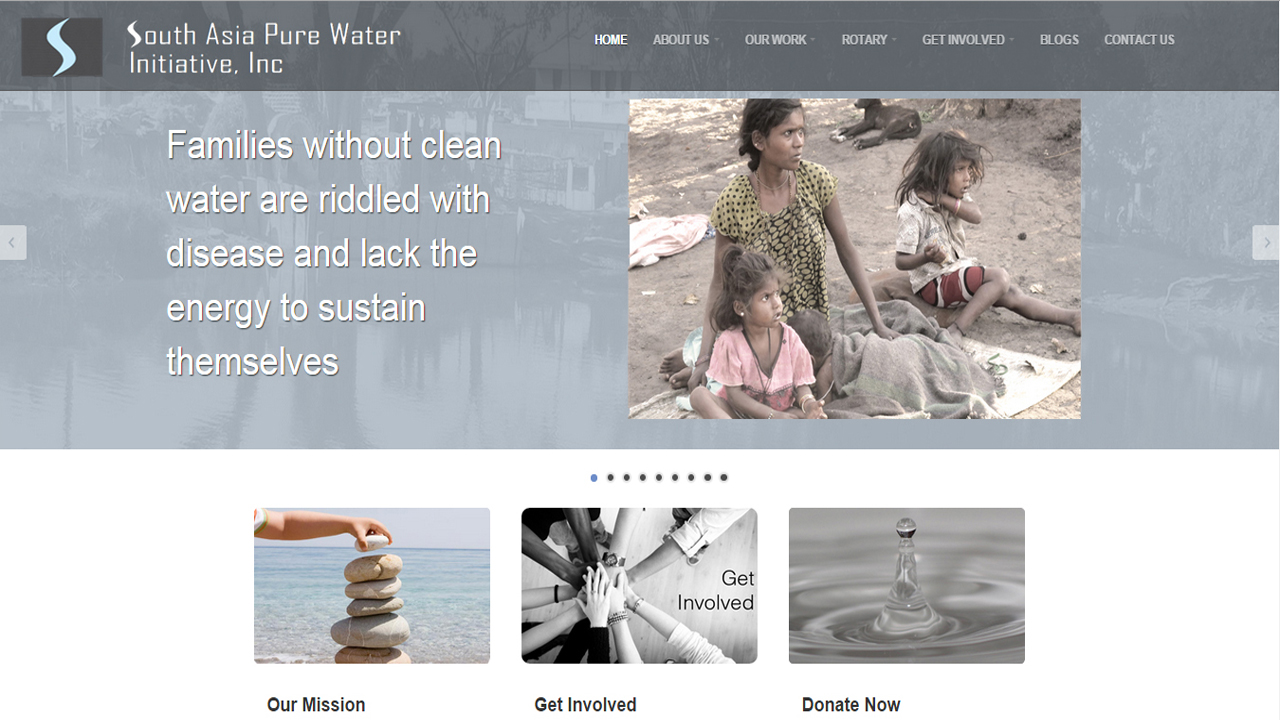 South Asia Pure Water
Initiative, Inc
HOME ABOUT US OUR WORK ROTARY GET INVOLVED BLOGS CONTACT US
Families without clean
water are riddled with
disease and lack the
energy to sustain
themselves
Get
Involved
Our Mission Get Involved Donate Now